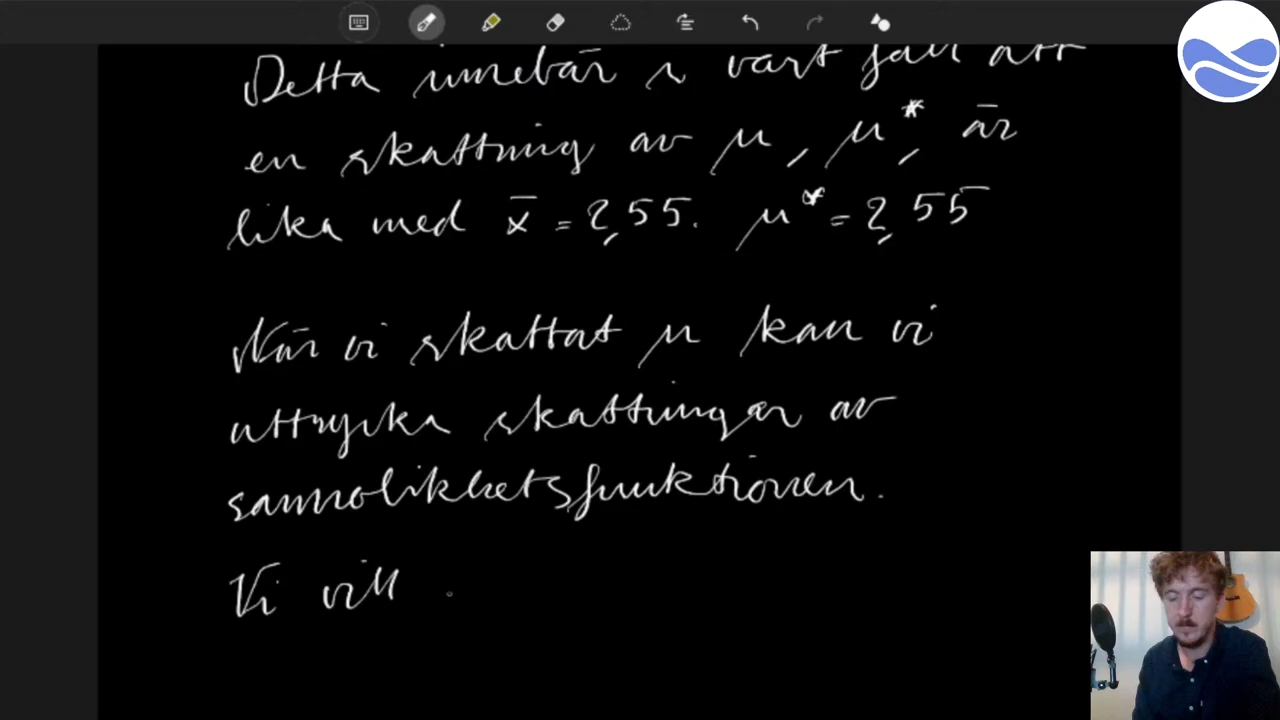 Detta innebär i vårt fall att
en skattning av μ, μ*, är
lika med x̄ = 2,55. μ* = 2,55
När vi skattat μ kan vi
uttrycka skattningar av
sannolikhetsfunktionen.
Vi vill